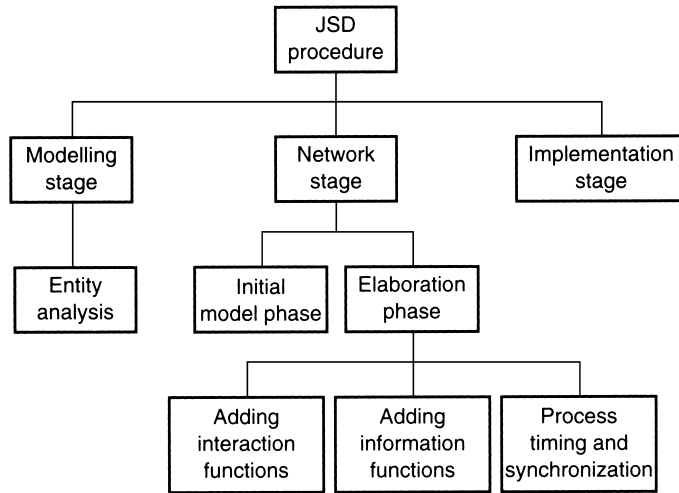 JSD
procedure
Modelling
stage
Network
stage
Implementation
stage
Entity
analysis
Initial
model phase
Elaboration
phase
Adding
interaction
functions
Adding
information
functions
Process
timing and
synchronization